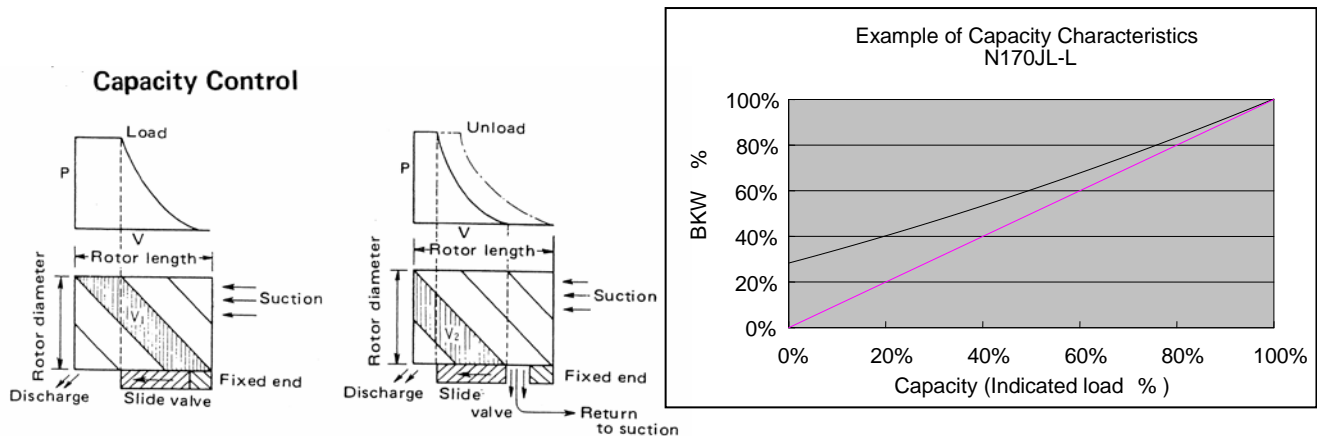 Capacity Control
Load
P
V
Rotor length
Rotor diameter
V1
Suction
Fixed end
Discharge
Slide valve
Unload
P
V
Rotor length
Rotor diameter
V2
Suction
Fixed end
Discharge
Slide
valve
Return
to suction
Example of Capacity Characteristics
N170JL-L
BKW %
100%
80%
60%
40%
20%
0%
0% 20% 40% 60% 80% 100%
Capacity (Indicated load %)